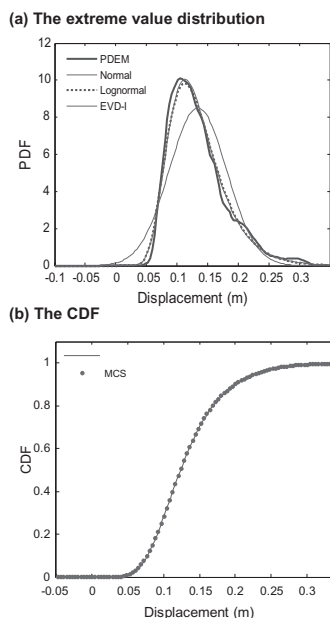 (a) The extreme value distribution
12
10
8
6
4
2
0
PDF
PDEM
Normal
Lognormal
EVD-I
-0.1 -0.05 0 0.05 0.1 0.15 0.2 0.25 0.3
Displacement (m)
(b) The CDF
1
0.8
0.6
0.4
0.2
0
CDF
MCS
-0.05 0 0.05 0.1 0.15 0.2 0.25 0.3
Displacement (m)